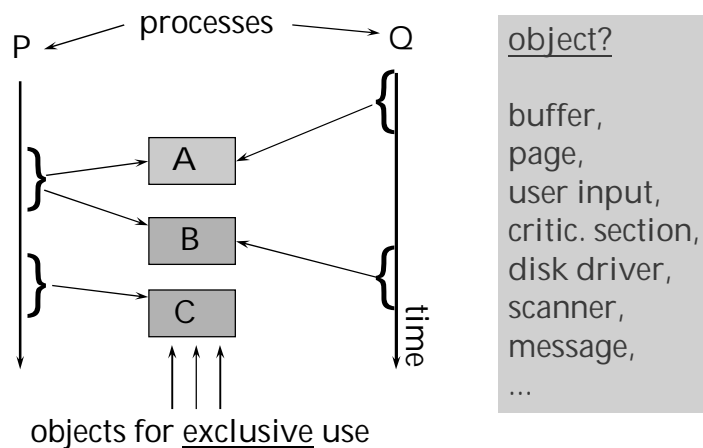 processes
P
Q
A
B
C
time
objects for exclusive use
object?
buffer,
page,
user input,
critic. section,
disk driver,
scanner,
message,
...